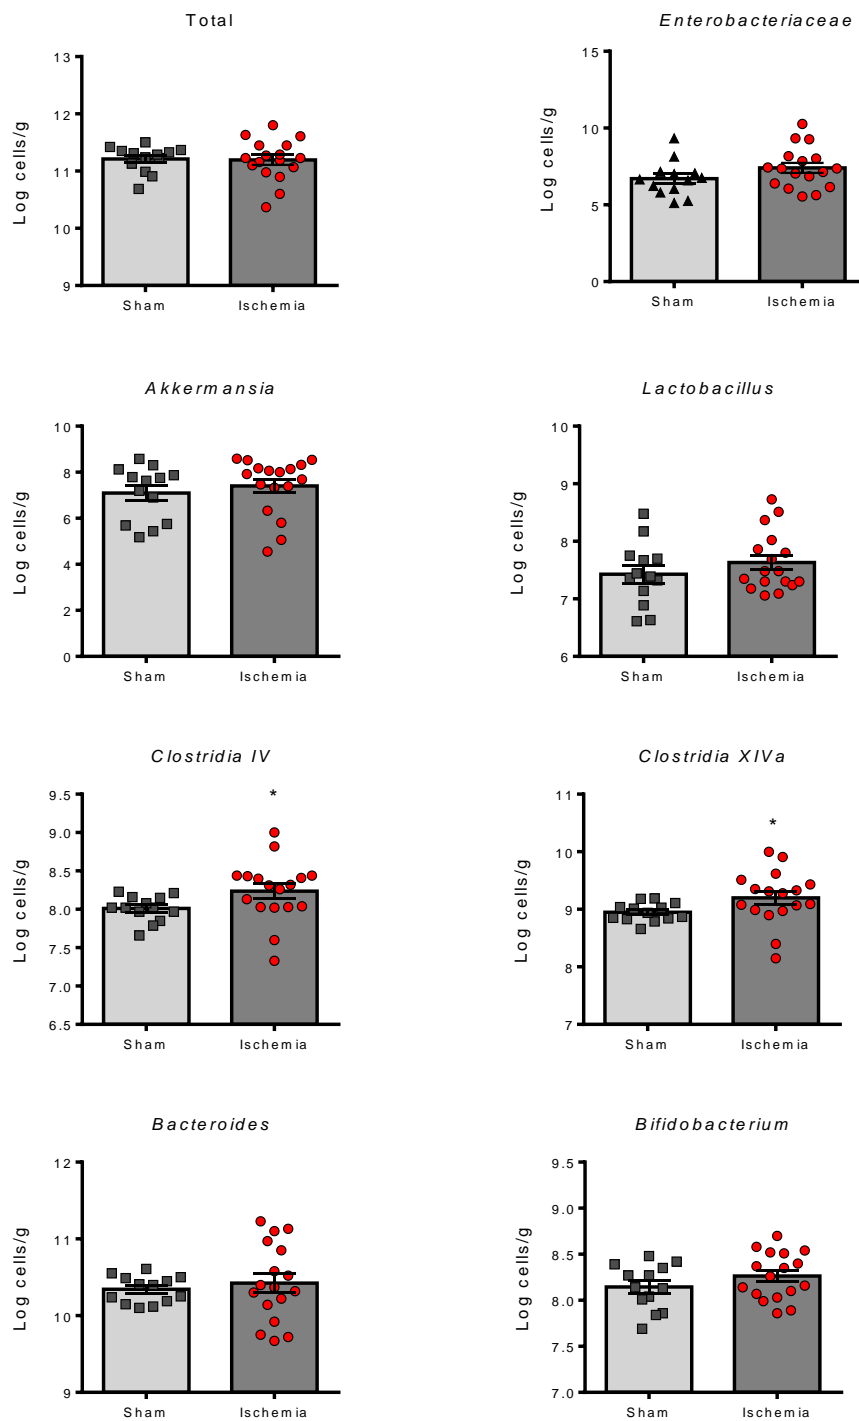 Total
Log cells/g
13
12
11
10
9
Sham
Ischemia
Enterobacteriaceae
Log cells/g
15
10
5
0
Sham
Ischemia
Akkermansia
Log cells/g
10
8
6
4
2
0
Sham
Ischemia
Lactobacillus
Log cells/g
10
9
8
7
6
Sham
Ischemia
Clostridia IV
Log cells/g
9.5
9.0
8.5
8.0
7.5
7.0
6.5
*
Sham
Ischemia
Clostridia XIVa
Log cells/g
11
10
9
8
7
*
Sham
Ischemia
Bacteroides
Log cells/g
12
11
10
9
Sham
Ischemia
Bifidobacterium
Log cells/g
9.5
9.0
8.5
8.0
7.5
7.0
Sham
Ischemia